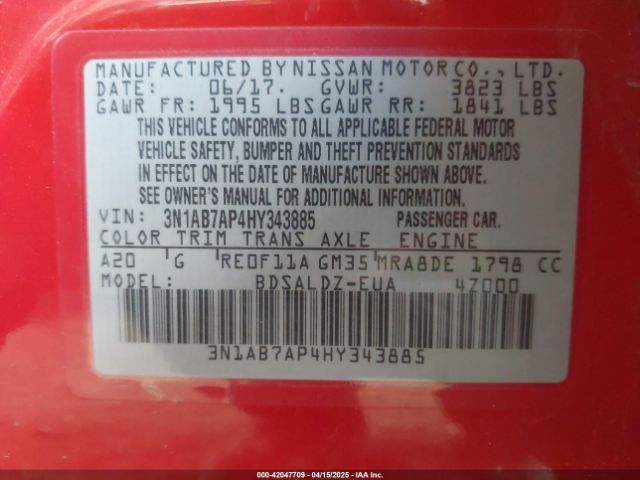 MANUFACTURED BY NISSAN MOTOR CO., LTD.
DATE: 06/17. GVWR: 3823 LBS
GAWR FR: 1995 LBS GAWR RR: 1841 LBS
THIS VEHICLE CONFORMS TO ALL APPLICABLE FEDERAL MOTOR
VEHICLE SAFETY, BUMPER AND THEFT PREVENTION STANDARDS
IN EFFECT ON THE DATE OF MANUFACTURE SHOWN ABOVE.
SEE OWNER'S MANUAL FOR ADDITIONAL INFORMATION.
VIN: 3N1AB7AP4HY343885 PASSENGER CAR.
COLOR TRIM TRANS AXLE ENGINE
A20 G RE0F11A GM35 MRA8DE 1798 CC
MODEL: BDSALDZ-EUA 4Z000
3N1AB7AP4HY343885
000-42047709 - 04/15/2025 - IAA, Inc.